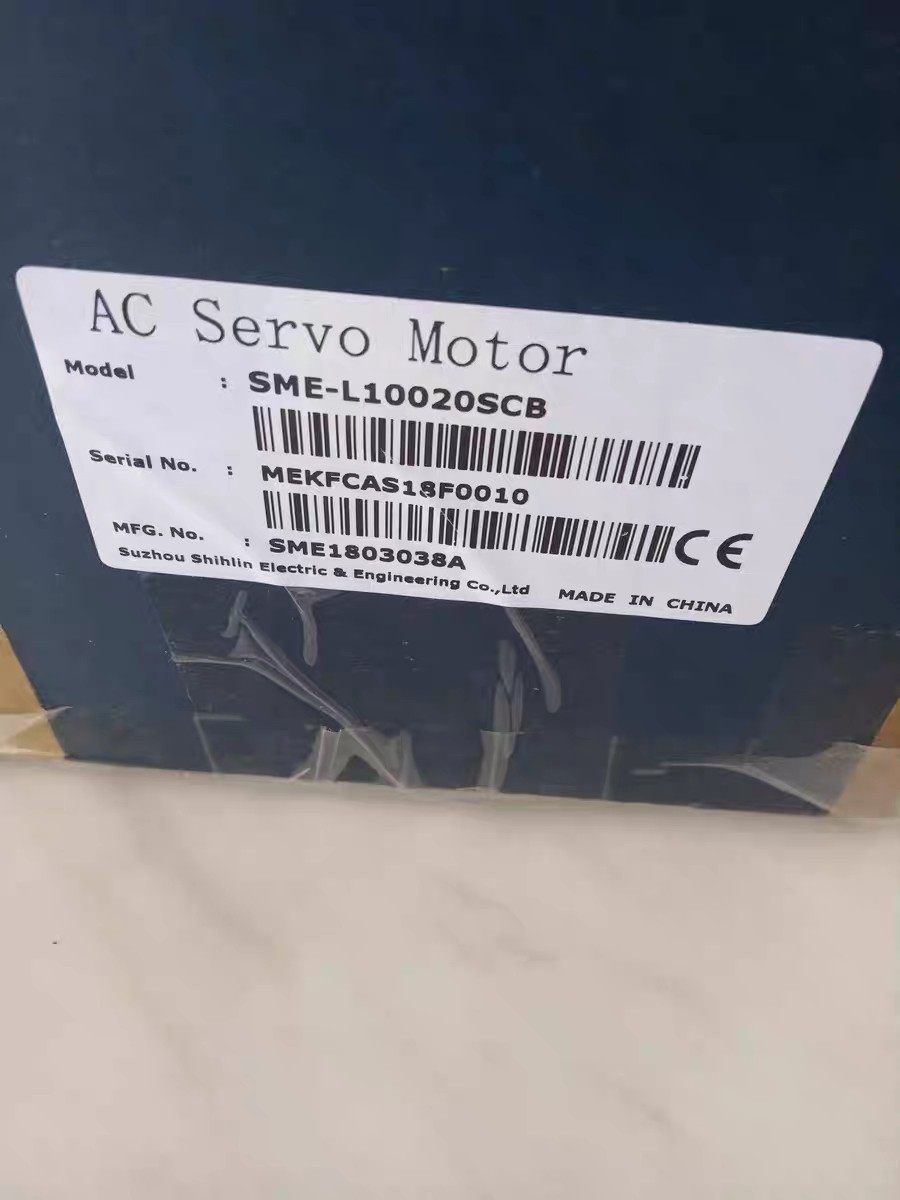 AC Servo Motor
Model : SME-L10020SCB
Serial No. : MEKFCAS18F0010
MFG. No. : SME1803038A
CE
Suzhou Shihlin Electric & Engineering Co.,Ltd MADE IN CHINA